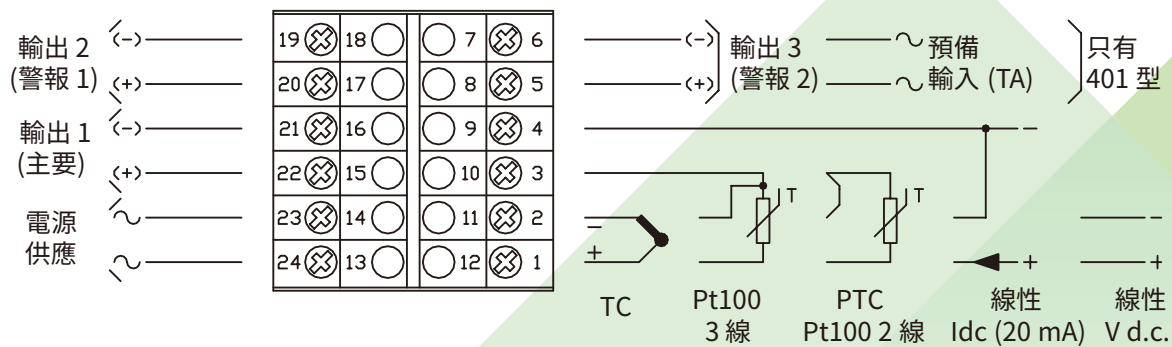 輸出 2
(警報 1)
(-)
(+)
輸出 1
(主要)
(-)
(+)
電源
供應
19 18 7 6
20 17 8 5
21 16 9 4
22 15 10 3
23 14 11 2
24 13 12 1
(-)
(+)
輸出 3
(警報 2)
預備
輸入 (TA)
只有
401 型
-
+
TC
T
Pt100
3 線
T
PTC
Pt100 2 線
-
+
線性
Idc (20 mA)
-
+
線性
V d.c.